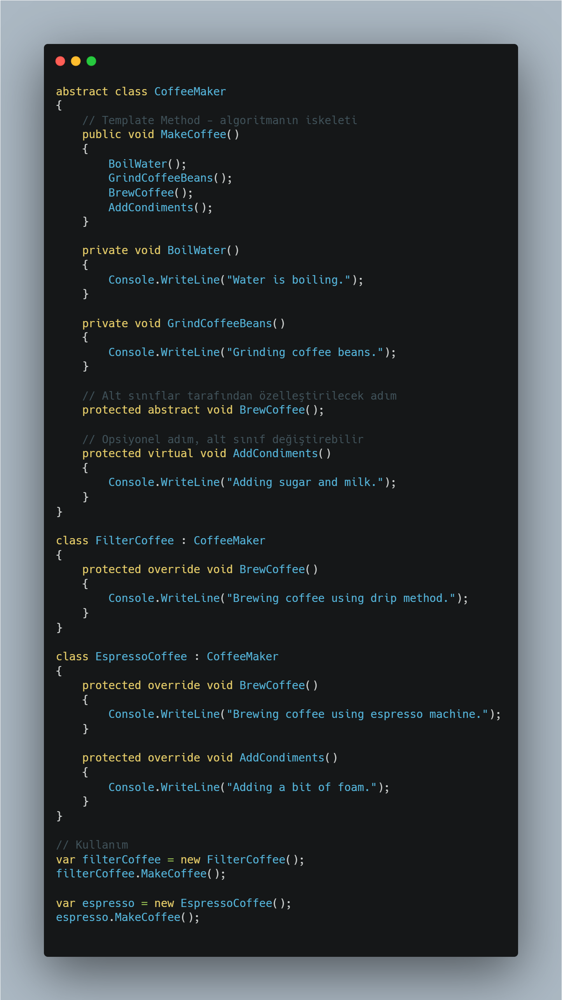 abstract class CoffeeMaker
{
    // Template Method - algoritmanın iskeleti
    public void MakeCoffee()
    {
        BoilWater();
        GrindCoffeeBeans();
        BrewCoffee();
        AddCondiments();
    }

    private void BoilWater()
    {
        Console.WriteLine("Water is boiling.");
    }

    private void GrindCoffeeBeans()
    {
        Console.WriteLine("Grinding coffee beans.");
    }

    // Alt sınıflar tarafından özelleştirilecek adım
    protected abstract void BrewCoffee();

    // Opsiyonel adım, alt sınıf değiştirebilir
    protected virtual void AddCondiments()
    {
        Console.WriteLine("Adding sugar and milk.");
    }
}

class FilterCoffee : CoffeeMaker
{
    protected override void BrewCoffee()
    {
        Console.WriteLine("Brewing coffee using drip method.");
    }
}

class EspressoCoffee : CoffeeMaker
{
    protected override void BrewCoffee()
    {
        Console.WriteLine("Brewing coffee using espresso machine.");
    }

    protected override void AddCondiments()
    {
        Console.WriteLine("Adding a bit of foam.");
    }
}

// Kullanım
var filterCoffee = new FilterCoffee();
filterCoffee.MakeCoffee();

var espresso = new EspressoCoffee();
espresso.MakeCoffee();